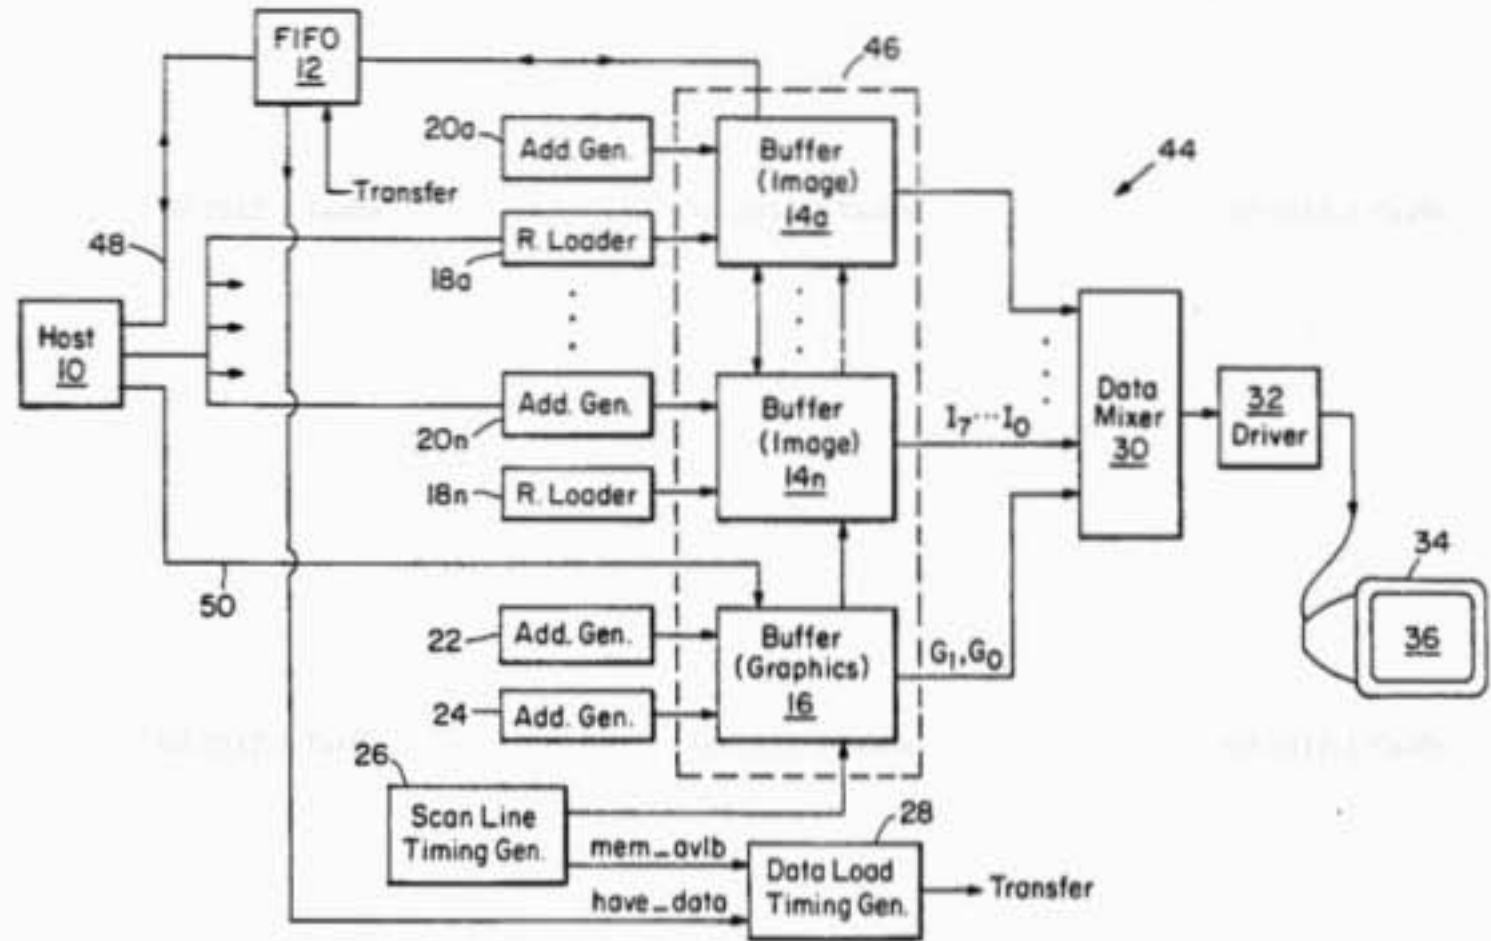 FIFO
12
46
20a
Add. Gen.
Buffer
(Image)
14a
44
Transfer
48
R. Loader
18a
Host
10
Add. Gen.
20n
Buffer
(Image)
14n
I7...I0
Data
Mixer
30
32
Driver
18n
R. Loader
34
50
22
Add. Gen.
Buffer
(Graphics)
16
G1,G0
36
24
Add. Gen.
26
Scan Line
Timing Gen.
mem_avlb
28
Data Load
Timing Gen.
Transfer
have_data